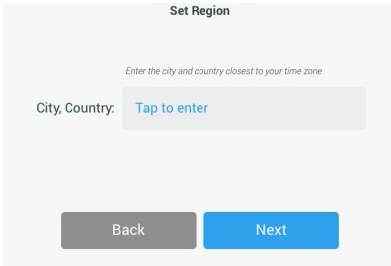 Set Region
Enter the city and country closest to your time zone
City, Country: Tap to enter
Back Next